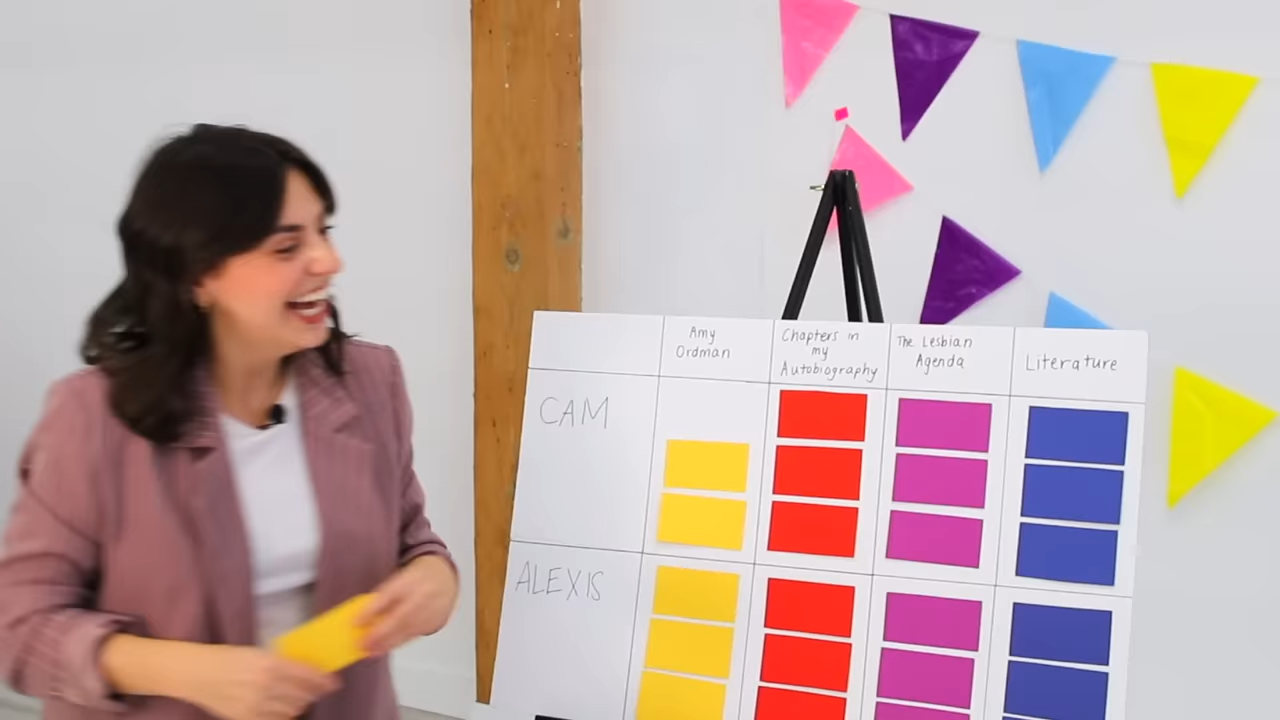 Amy
Ordman
Chapters in
my
Autobiography
The Lesbian
Agenda
Literature
CAM
ALEXIS